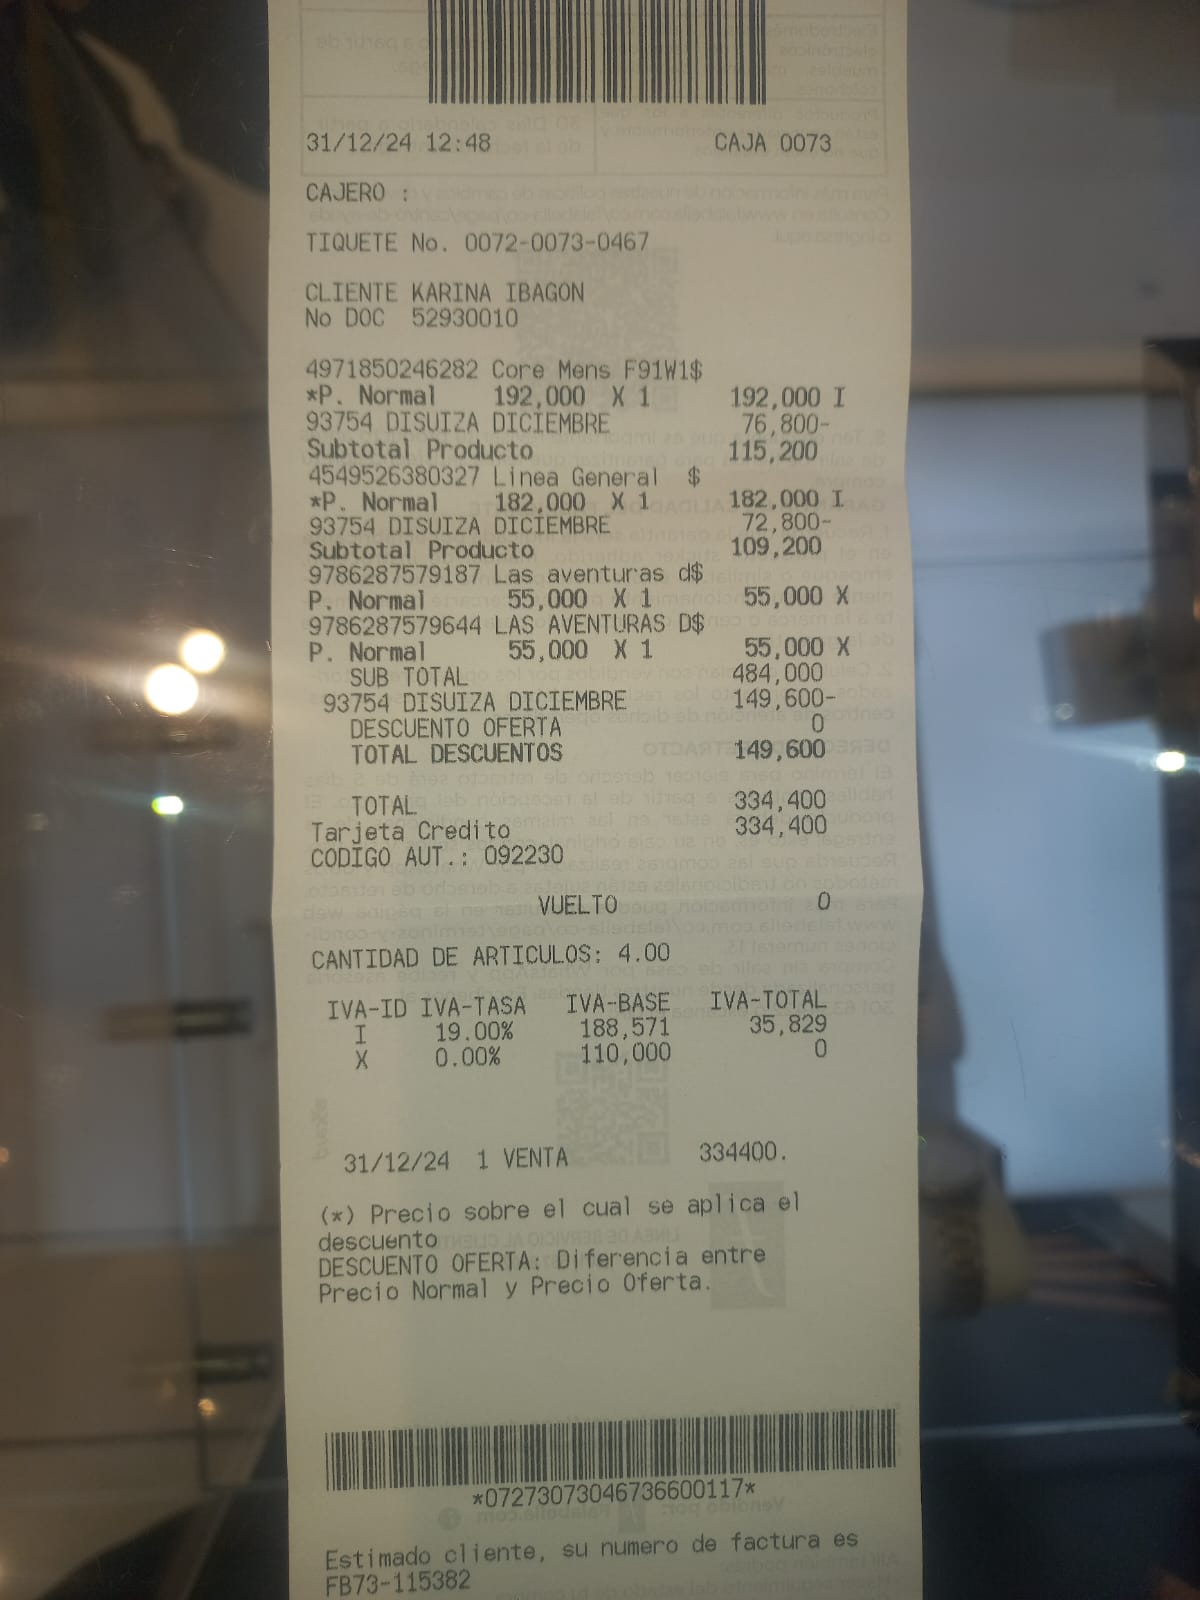 31/12/24 12:48 CAJA 0073
CAJERO :
TIQUETE No. 0072-0073-0467
CLIENTE KARINA IBAGON
No DOC 52930010
4971850246282 Core Mens F91W1$
*P. Normal 192,000 X 1 192,000 I
93754 DISUIZA DICIEMBRE 76,800-
Subtotal Producto 115,200
4549526380327 Linea General $
*P. Normal 182,000 X 1 182,000 I
93754 DISUIZA DICIEMBRE 72,800-
Subtotal Producto 109,200
9786287579187 Las aventuras d$
P. Normal 55,000 X 1 55,000 X
9786287579644 LAS AVENTURAS D$
P. Normal 55,000 X 1 55,000 X
SUB TOTAL 484,000
93754 DISUIZA DICIEMBRE 149,600-
DESCUENTO OFERTA 0
TOTAL DESCUENTOS 149,600
TOTAL 334,400
Tarjeta Credito 334,400
CODIGO AUT.: 092230
VUELTO 0
CANTIDAD DE ARTICULOS: 4.00
IVA-ID IVA-TASA IVA-BASE IVA-TOTAL
I 19.00% 188,571 35,829
X 0.00% 110,000 0
31/12/24 1 VENTA 334400.
(*) Precio sobre el cual se aplica el
descuento
DESCUENTO OFERTA: Diferencia entre
Precio Normal y Precio Oferta.
*07273073046736600117*
Estimado cliente, su numero de factura es
FB73-115382